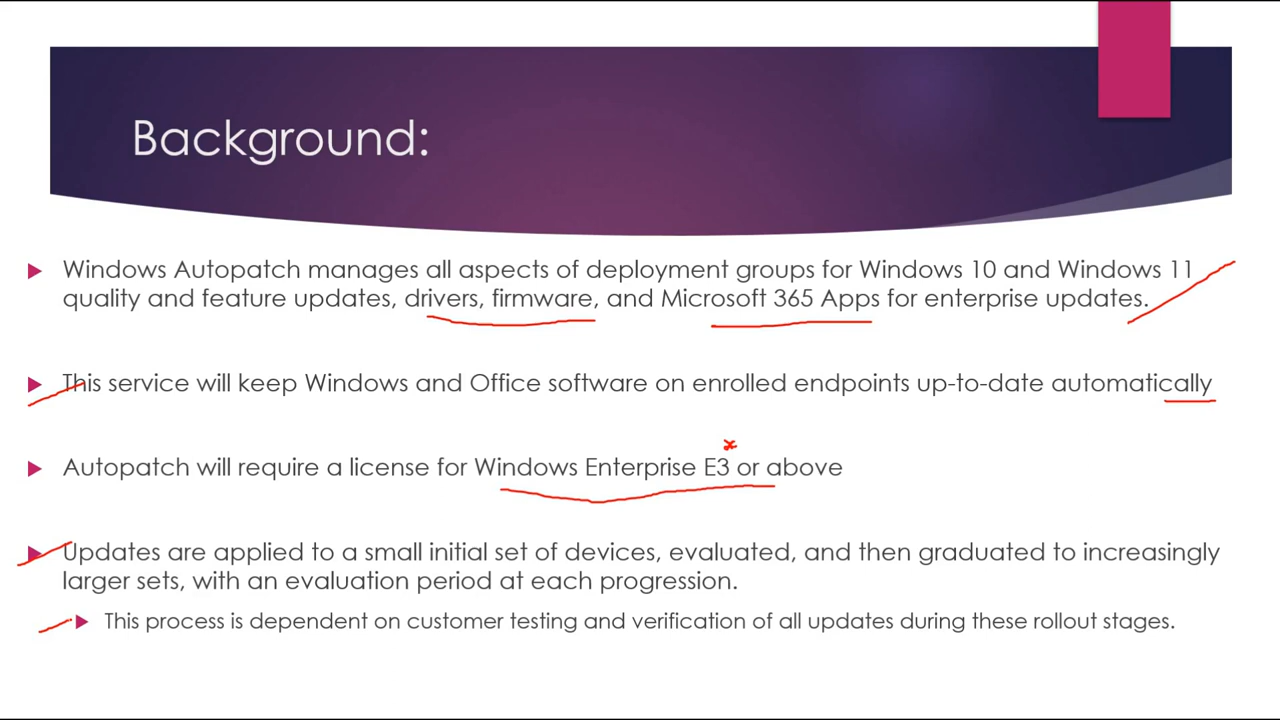 Background:
Windows Autopatch manages all aspects of deployment groups for Windows 10 and Windows 11
quality and feature updates, drivers, firmware, and Microsoft 365 Apps for enterprise updates.
This service will keep Windows and Office software on enrolled endpoints up-to-date automatically
Autopatch will require a license for Windows Enterprise E3 or above
Updates are applied to a small initial set of devices, evaluated, and then graduated to increasingly
larger sets, with an evaluation period at each progression.
This process is dependent on customer testing and verification of all updates during these rollout stages.